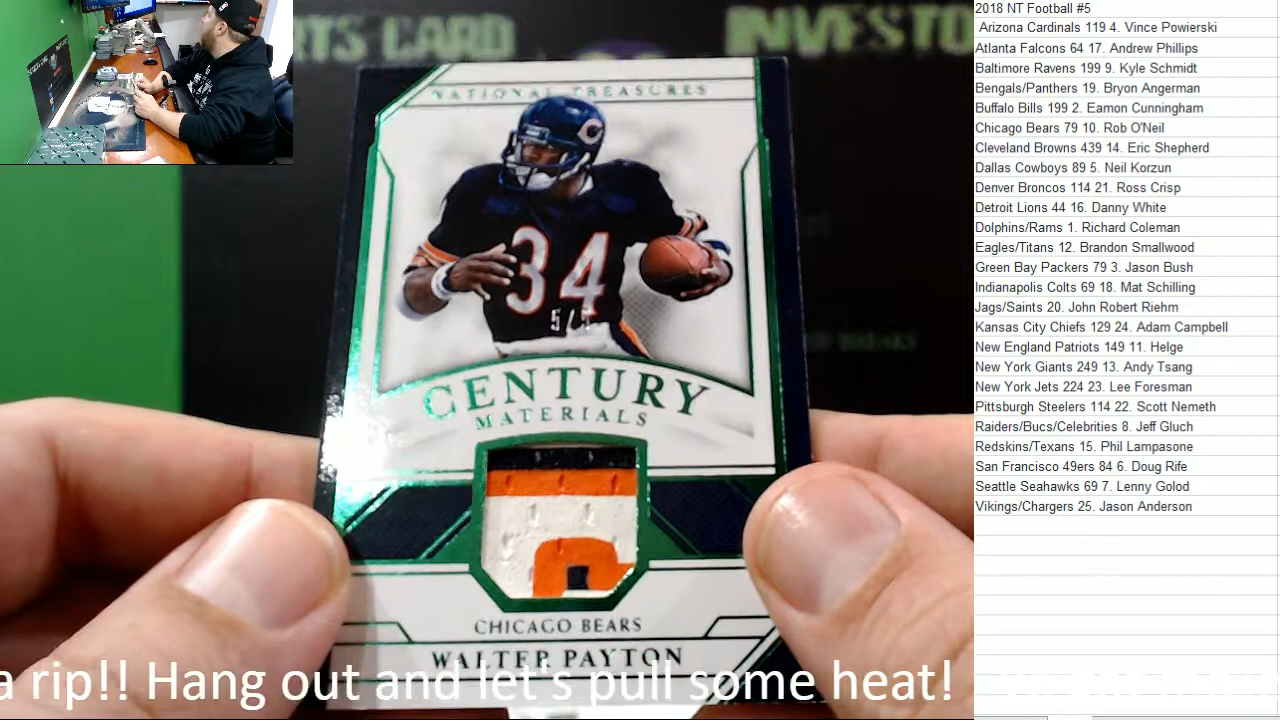 RTS CARD INVESTO
NATIONAL TREASURES
C
34
5/5
CENTURY
MATERIALS
CHICAGO BEARS
WALTER PAYTON
a rip!! Hang out and let's pull some heat!
2018 NT Football #5
Arizona Cardinals 119 4. Vince Powierski
Atlanta Falcons 64 17. Andrew Phillips
Baltimore Ravens 199 9. Kyle Schmidt
Bengals/Panthers 19. Bryon Angerman
Buffalo Bills 199 2. Eamon Cunningham
Chicago Bears 79 10. Rob O'Neil
Cleveland Browns 439 14. Eric Shepherd
Dallas Cowboys 89 5. Neil Korzun
Denver Broncos 114 21. Ross Crisp
Detroit Lions 44 16. Danny White
Dolphins/Rams 1. Richard Coleman
Eagles/Titans 12. Brandon Smallwood
Green Bay Packers 79 3. Jason Bush
Indianapolis Colts 69 18. Mat Schilling
Jags/Saints 20. John Robert Riehm
Kansas City Chiefs 129 24. Adam Campbell
New England Patriots 149 11. Helge
New York Giants 249 13. Andy Tsang
New York Jets 224 23. Lee Foresman
Pittsburgh Steelers 114 22. Scott Nemeth
Raiders/Bucs/Celebrities 8. Jeff Gluch
Redskins/Texans 15. Phil Lampasone
San Francisco 49ers 84 6. Doug Rife
Seattle Seahawks 69 7. Lenny Golod
Vikings/Chargers 25. Jason Anderson